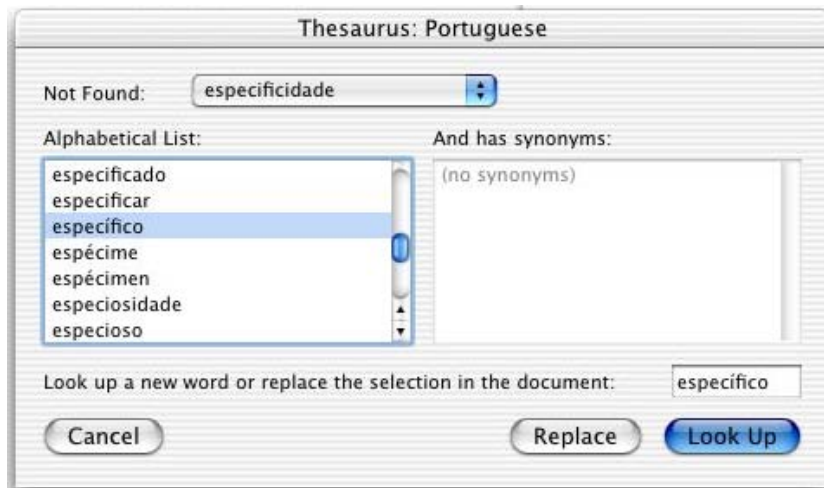 Thesaurus: Portuguese
Not Found: especificidade
Alphabetical List:
especificado
especificar
específico
espécime
espécimen
especiosidade
especioso
And has synonyms:
(no synonyms)
Look up a new word or replace the selection in the document: específico
Cancel Replace Look Up